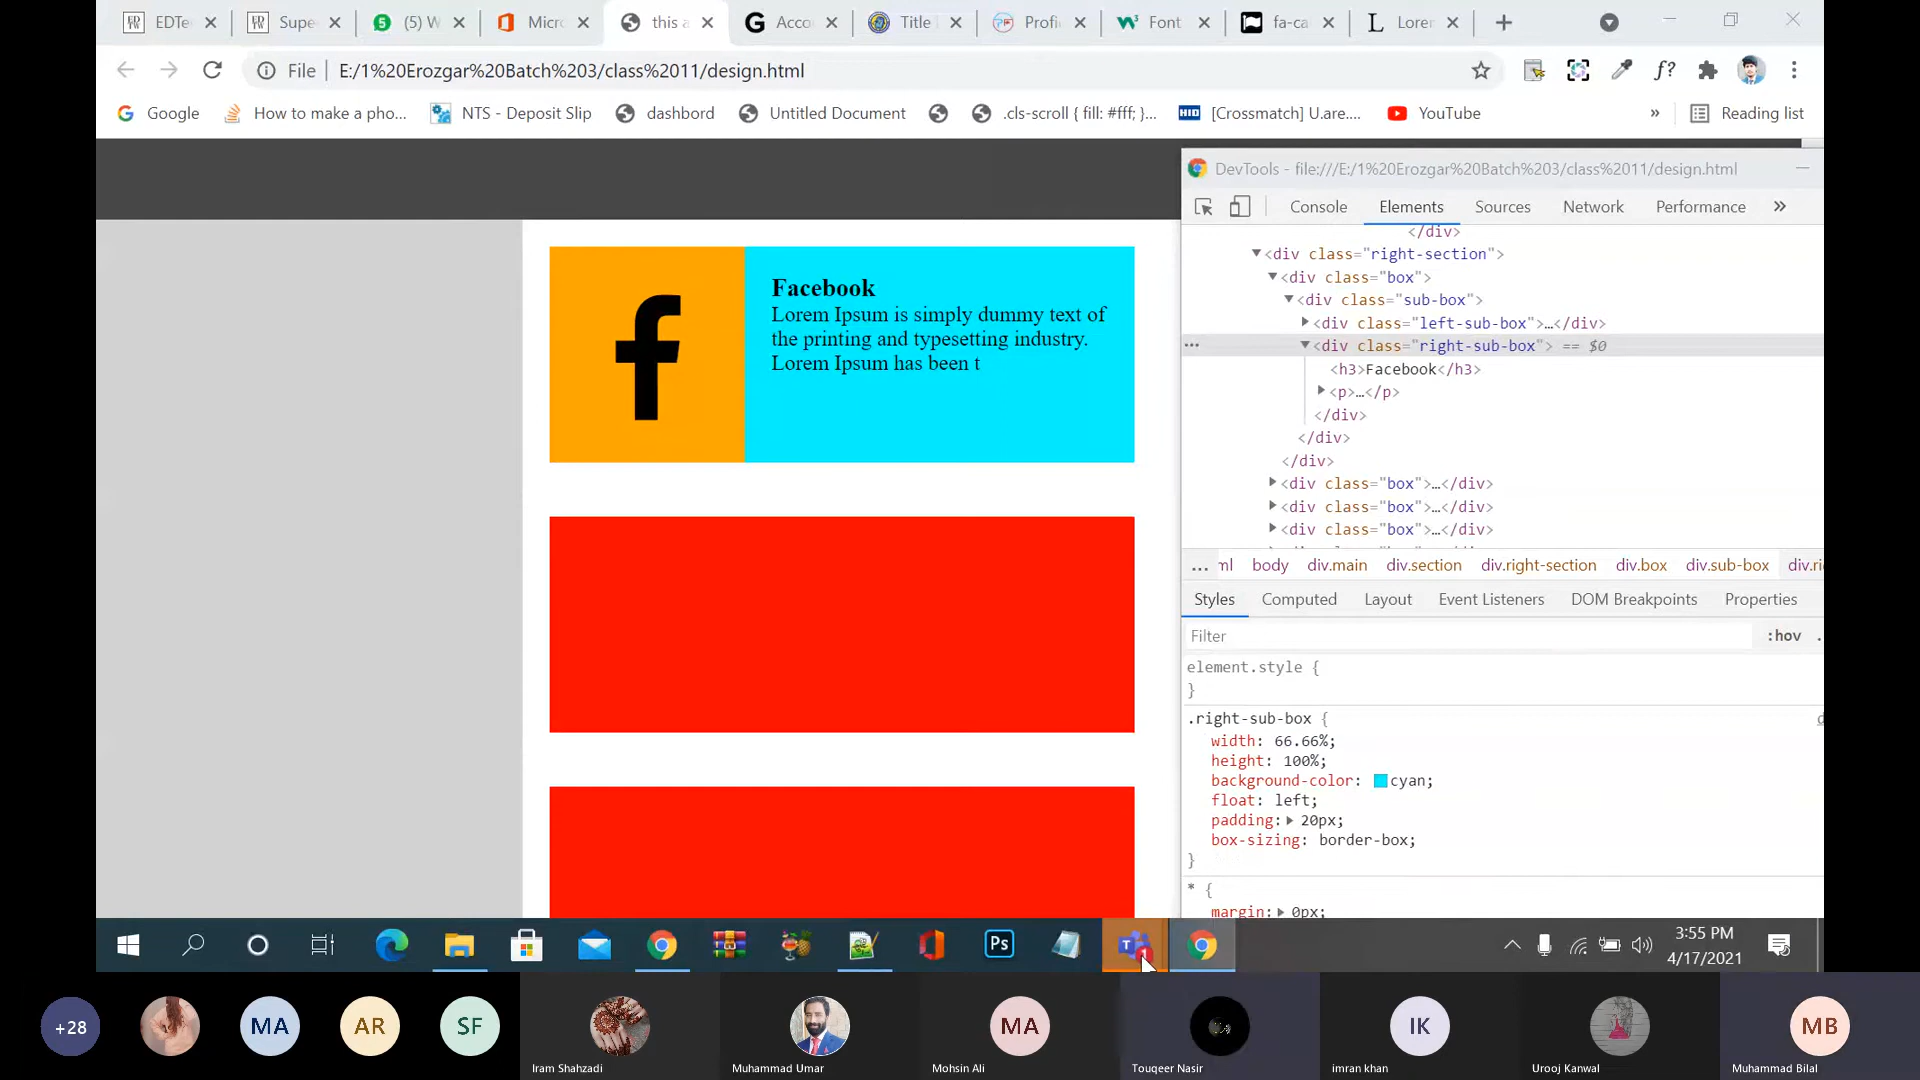 EDTe
Supe
(5) W
Micro
this a
Acco
Title
Profi
Font
fa-ca
Lore
File
E:/1%20Erozgar%20Batch%203/class%2011/design.html
f?
Google
How to make a pho...
NTS - Deposit Slip
dashbord
Untitled Document
.cls-scroll { fill: #fff; }...
HID
[Crossmatch] U.are....
YouTube
»
Reading list
DevTools - file:///E:/1%20Erozgar%20Batch%203/class%2011/design.html
Console
Elements
Sources
Network
Performance
»
</div>
<div class="right-section">
<div class="box">
<div class="sub-box">
<div class="left-sub-box">…</div>
<div class="right-sub-box"> == $0
<h3>Facebook</h3>
<p>…</p>
</div>
</div>
</div>
<div class="box">…</div>
<div class="box">…</div>
<div class="box">…</div>
... ml body div.main div.section div.right-section div.box div.sub-box div.ri
Styles
Computed
Layout
Event Listeners
DOM Breakpoints
Properties
Filter
:hov .
element.style {
}
.right-sub-box {
width: 66.66%;
height: 100%;
background-color: cyan;
float: left;
padding: 20px;
box-sizing: border-box;
}
* {
margin: 0px;
Facebook
Lorem Ipsum is simply dummy text of
the printing and typesetting industry.
Lorem Ipsum has been t
Ps
3:55 PM
4/17/2021
+28
MA
AR
SF
Iram Shahzadi
Muhammad Umar
MA
Mohsin Ali
Touqeer Nasir
IK
imran khan
Urooj Kanwal
MB
Muhammad Bilal